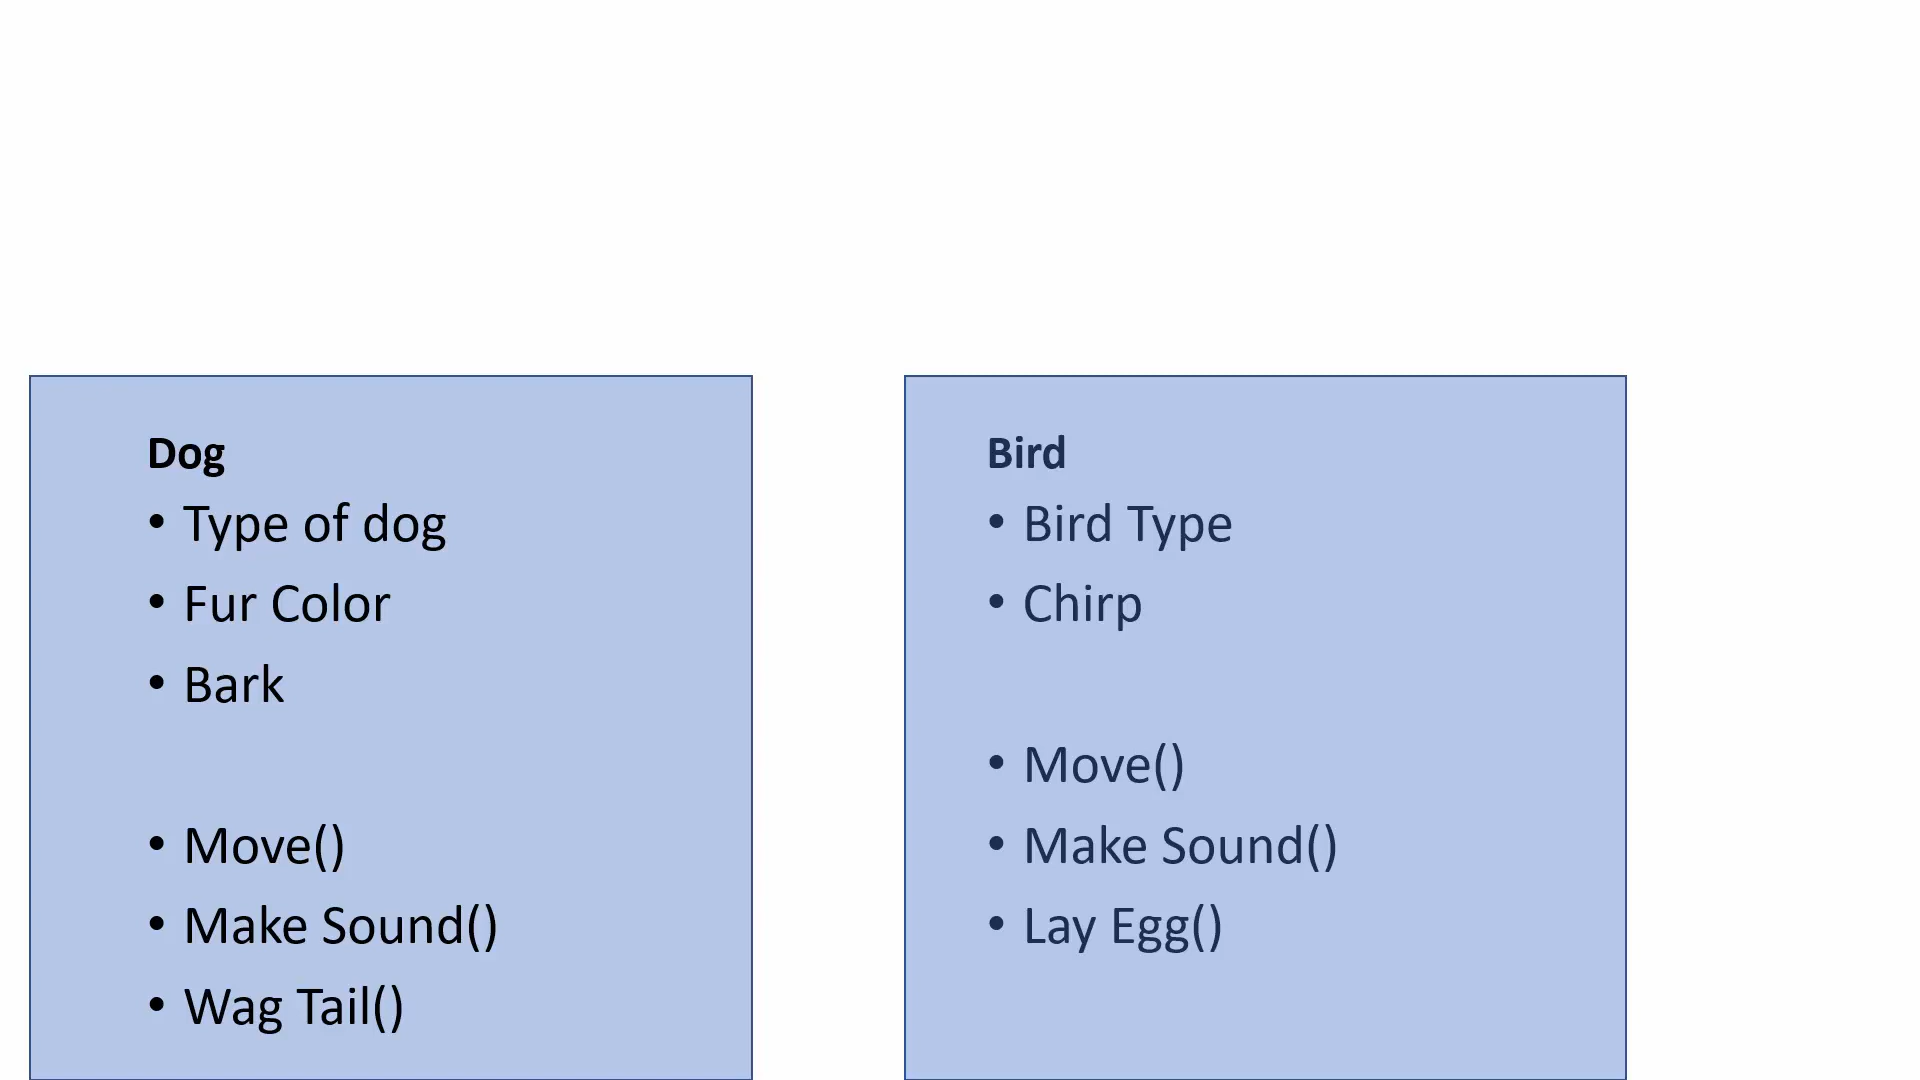 Dog
• Type of dog
• Fur Color
• Bark
• Move()
• Make Sound()
• Wag Tail()
Bird
• Bird Type
• Chirp
• Move()
• Make Sound()
• Lay Egg()